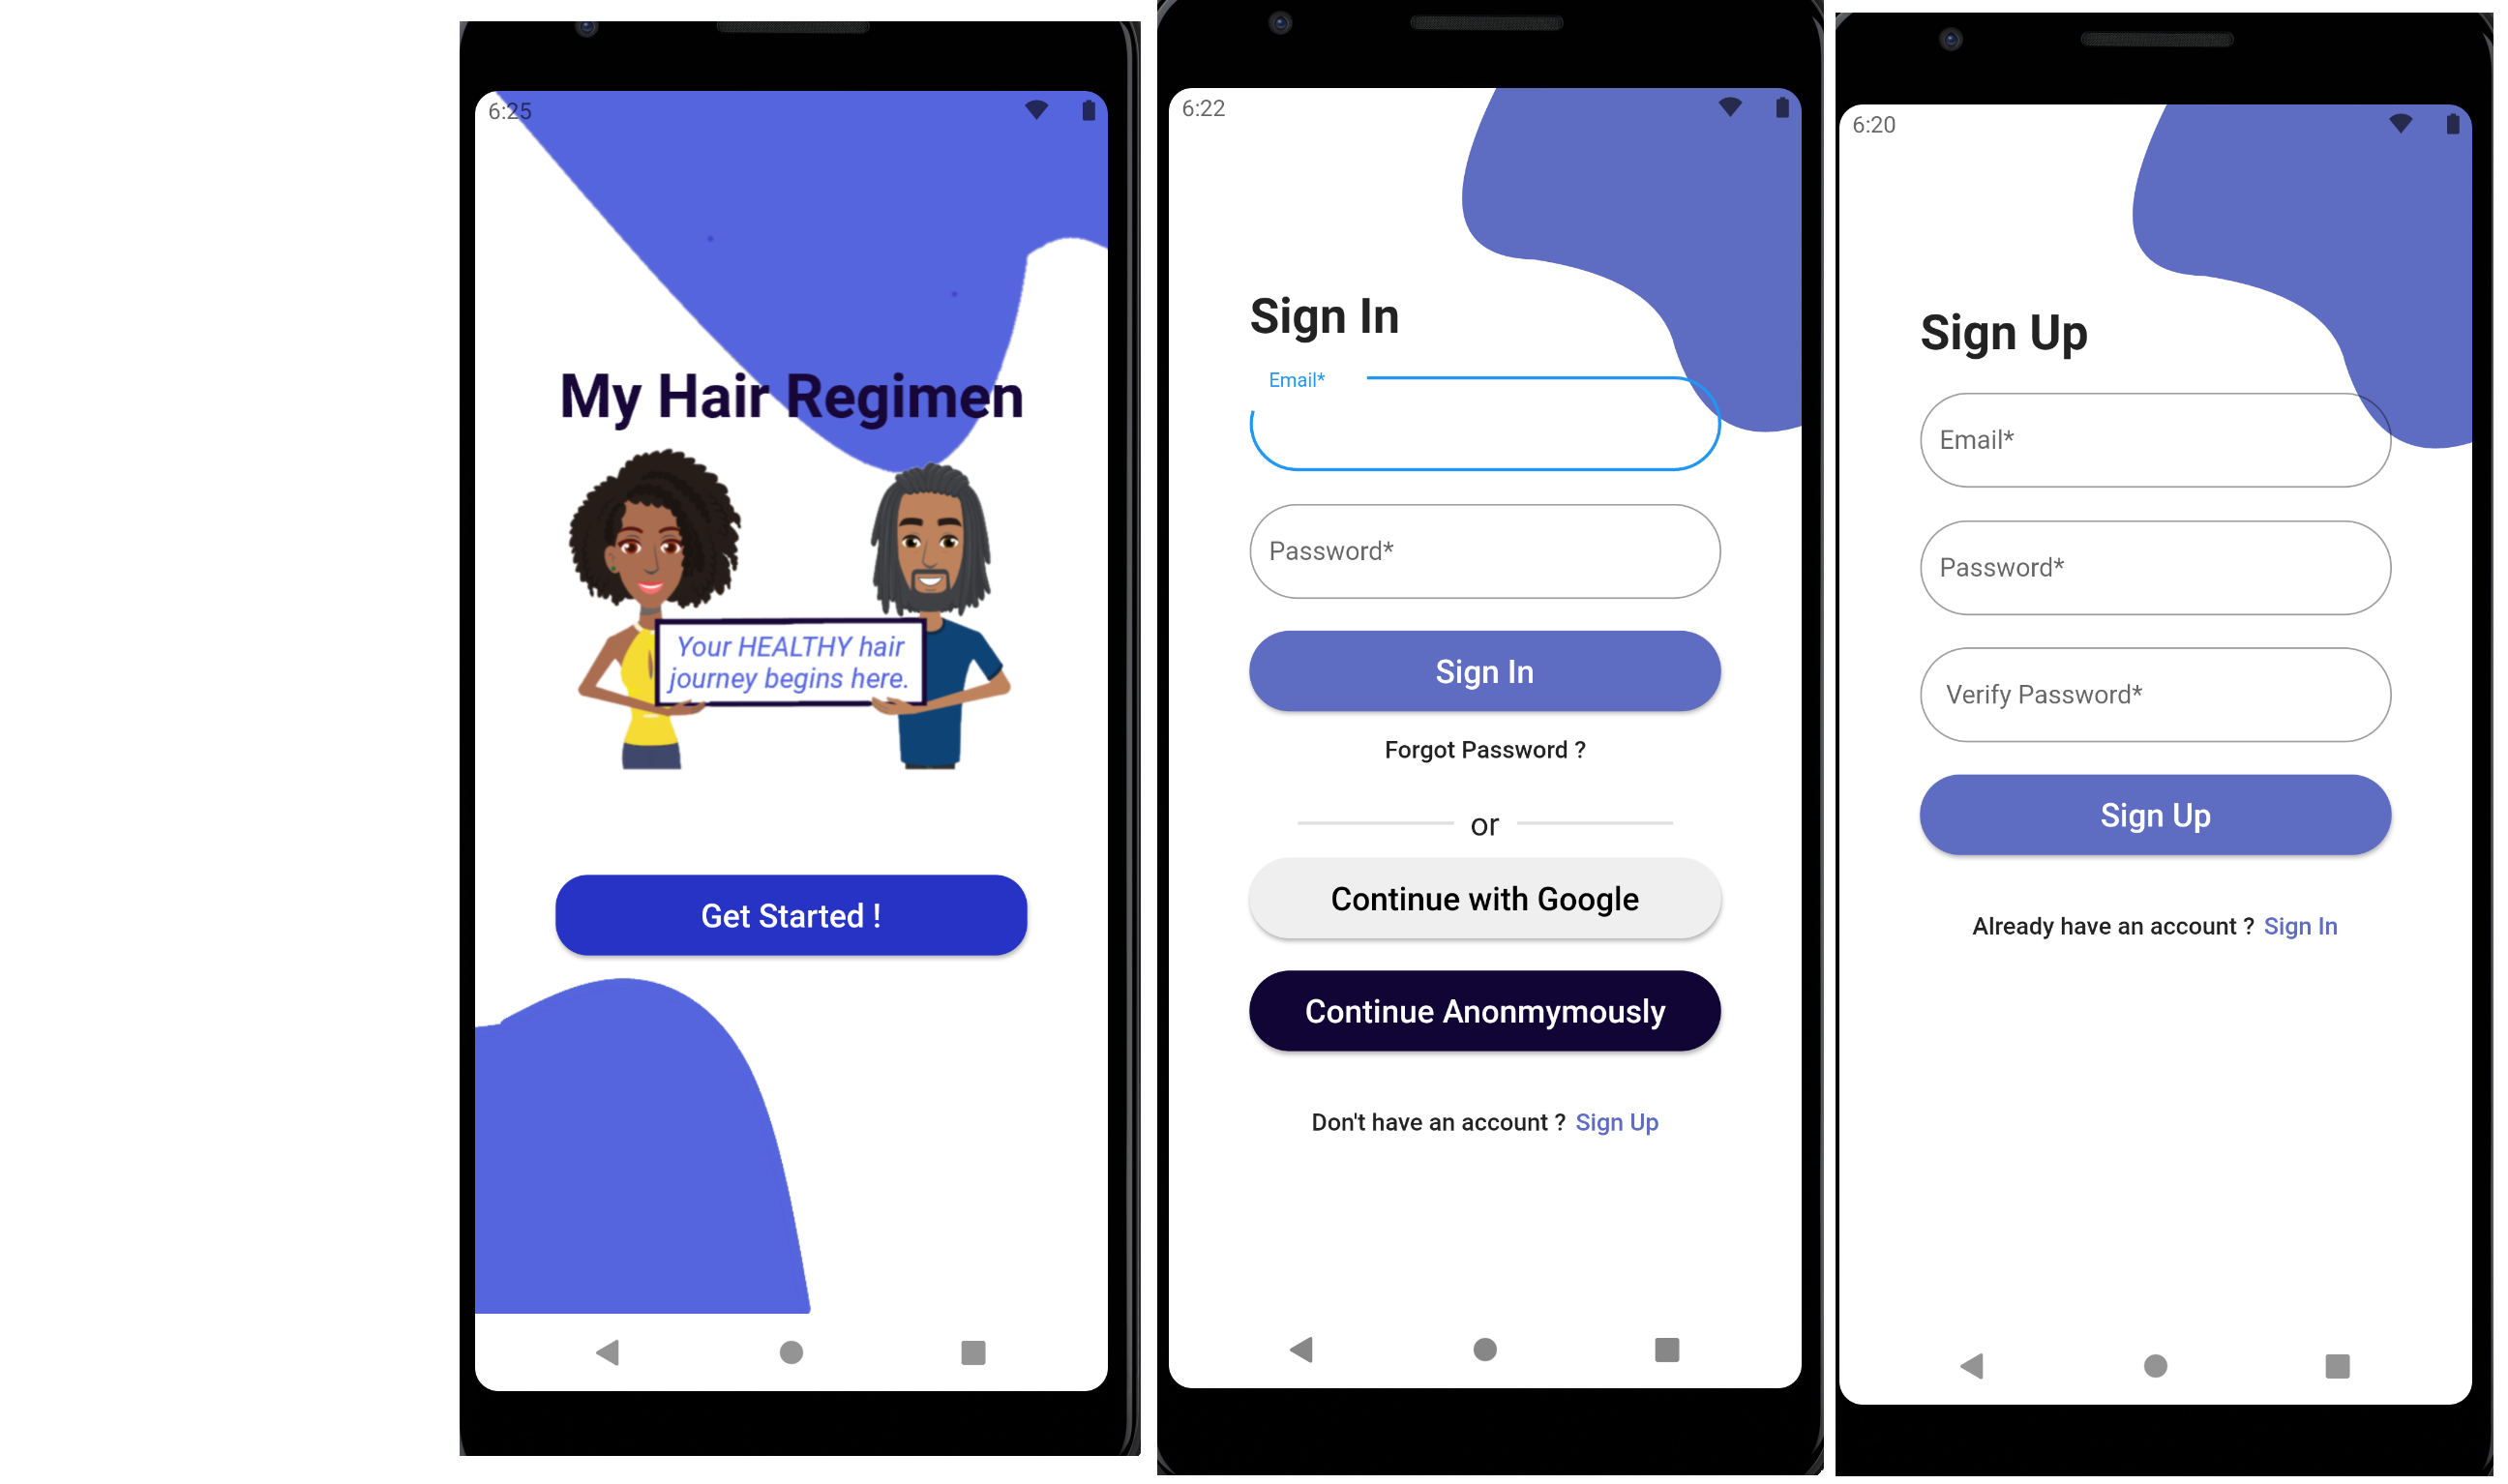 6:25
My Hair Regimen
Your HEALTHY hair
journey begins here.
Get Started !
6:22
Sign In
Email*
Password*
Sign In
Forgot Password ?
or
Continue with Google
Continue Anonmymously
Don't have an account ? Sign Up
6:20
Sign Up
Email*
Password*
Verify Password*
Sign Up
Already have an account ? Sign In